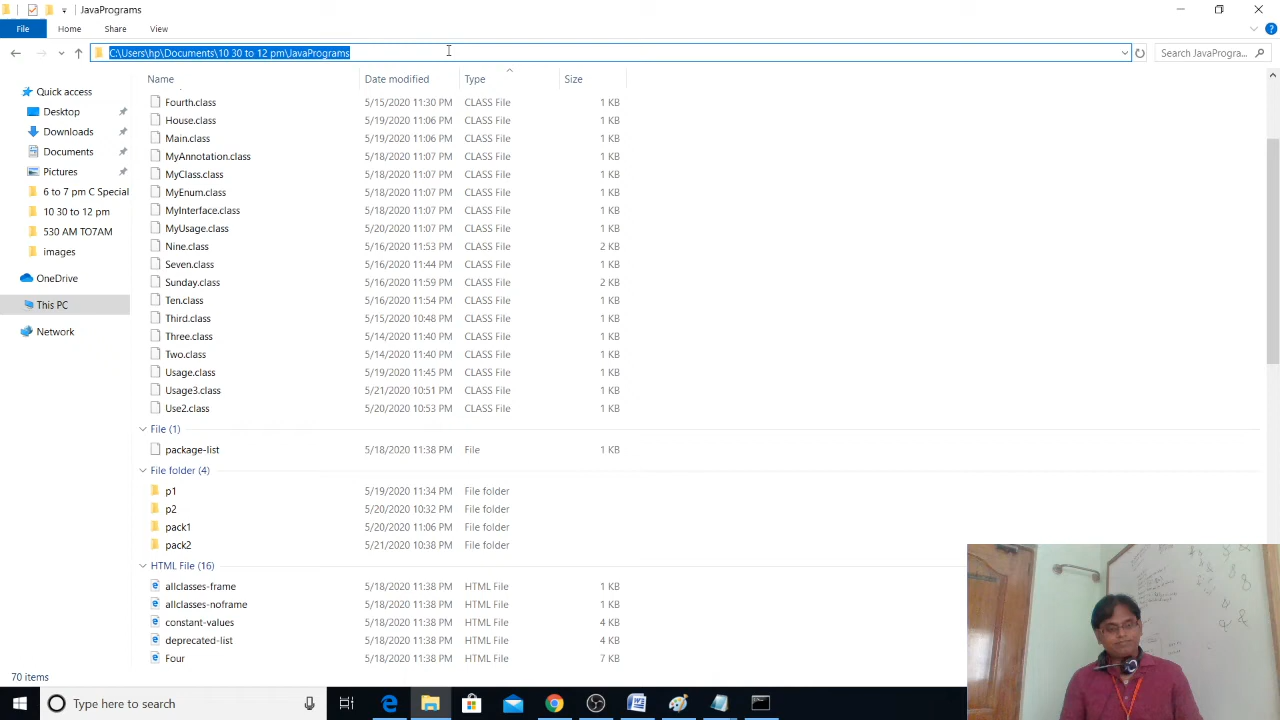 JavaPrograms
File Home Share View
C:\Users\hp\Documents\10 30 to 12 pm\JavaPrograms
Search JavaProgra...
Name Date modified Type Size
Quick access
Desktop
Downloads
Documents
Pictures
6 to 7 pm C Special
10 30 to 12 pm
530 AM TO7AM
images
OneDrive
This PC
Network
Fourth.class 5/15/2020 11:30 PM CLASS File 1 KB
House.class 5/19/2020 11:06 PM CLASS File 1 KB
Main.class 5/19/2020 11:06 PM CLASS File 1 KB
MyAnnotation.class 5/18/2020 11:07 PM CLASS File 1 KB
MyClass.class 5/18/2020 11:07 PM CLASS File 1 KB
MyEnum.class 5/18/2020 11:07 PM CLASS File 1 KB
MyInterface.class 5/18/2020 11:07 PM CLASS File 1 KB
MyUsage.class 5/20/2020 11:07 PM CLASS File 1 KB
Nine.class 5/16/2020 11:53 PM CLASS File 2 KB
Seven.class 5/16/2020 11:44 PM CLASS File 1 KB
Sunday.class 5/16/2020 11:59 PM CLASS File 2 KB
Ten.class 5/16/2020 11:54 PM CLASS File 1 KB
Third.class 5/15/2020 10:48 PM CLASS File 1 KB
Three.class 5/14/2020 11:40 PM CLASS File 1 KB
Two.class 5/14/2020 11:40 PM CLASS File 1 KB
Usage.class 5/19/2020 11:45 PM CLASS File 1 KB
Usage3.class 5/21/2020 10:51 PM CLASS File 1 KB
Use2.class 5/20/2020 10:53 PM CLASS File 1 KB
File (1)
package-list 5/18/2020 11:38 PM File 1 KB
File folder (4)
p1 5/19/2020 11:34 PM File folder
p2 5/20/2020 10:32 PM File folder
pack1 5/20/2020 11:06 PM File folder
pack2 5/21/2020 10:38 PM File folder
HTML File (16)
allclasses-frame 5/18/2020 11:38 PM HTML File 1 KB
allclasses-noframe 5/18/2020 11:38 PM HTML File 1 KB
constant-values 5/18/2020 11:38 PM HTML File 4 KB
deprecated-list 5/18/2020 11:38 PM HTML File 4 KB
Four 5/18/2020 11:38 PM HTML File 7 KB
70 items
Type here to search